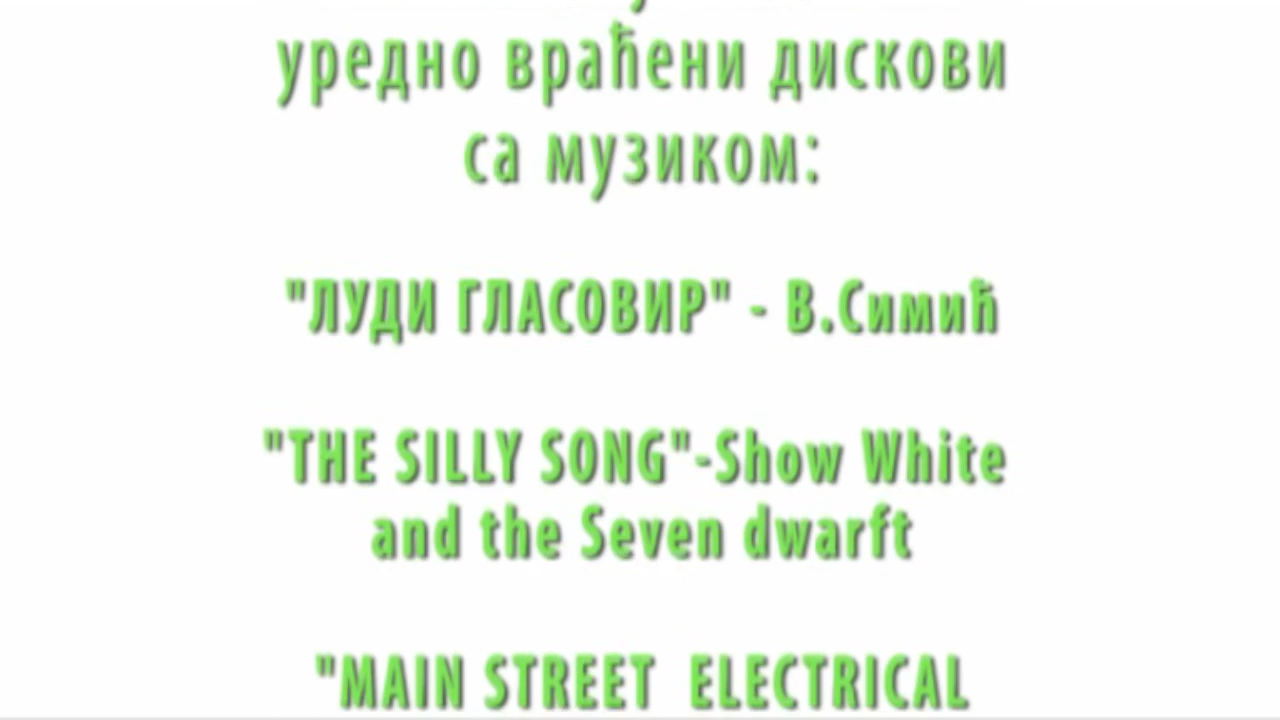 уредно враћени дискови
са музиком:
"ЛУДИ ГЛАСОВИР" - В.Симић
"THE SILLY SONG"-Show White
and the Seven dwarft
"MAIN STREET ELECTRICAL